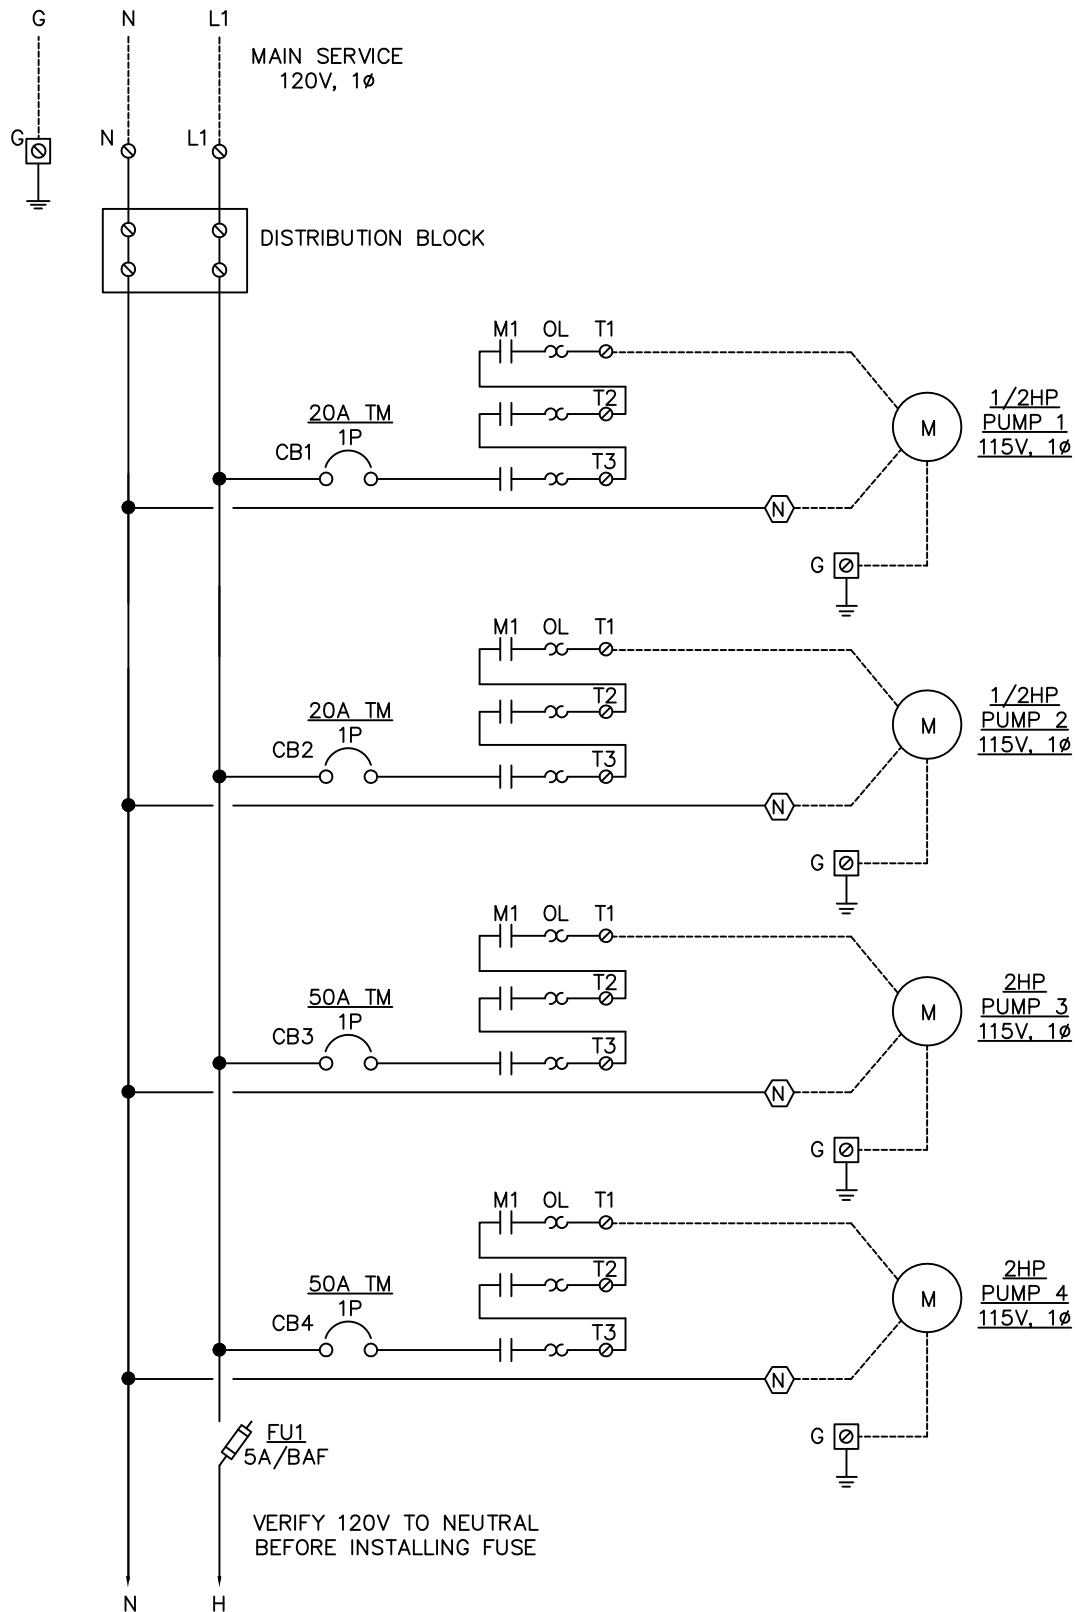 G N L1
MAIN SERVICE
120V, 1ø
G N L1
DISTRIBUTION BLOCK
M1 OL T1
T2
T3
20A TM
1P
CB1
M
1/2HP
PUMP 1
115V, 1ø
N
G
M1 OL T1
T2
T3
20A TM
1P
CB2
M
1/2HP
PUMP 2
115V, 1ø
N
G
M1 OL T1
T2
T3
50A TM
1P
CB3
M
2HP
PUMP 3
115V, 1ø
N
G
M1 OL T1
T2
T3
50A TM
1P
CB4
M
2HP
PUMP 4
115V, 1ø
N
G
FU1
5A/BAF
VERIFY 120V TO NEUTRAL
BEFORE INSTALLING FUSE
N H